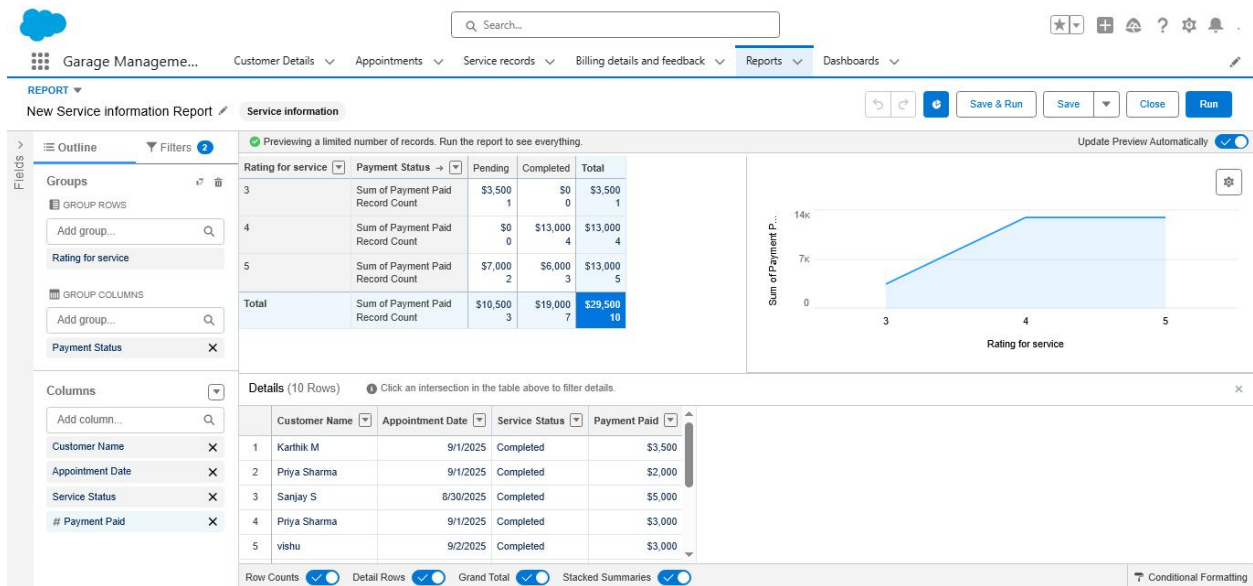 Search...
Garage Manageme...
Customer Details
Appointments
Service records
Billing details and feedback
Reports
Dashboards
REPORT
New Service information Report
Service information
Save & Run
Save
Close
Run
Fields
Outline
Filters 2
Previewing a limited number of records. Run the report to see everything.
Update Preview Automatically
Groups
GROUP ROWS
Add group...
Rating for service
GROUP COLUMNS
Add group...
Payment Status
Columns
Add column...
Customer Name
Appointment Date
Service Status
# Payment Paid
Rating for service Payment Status → Pending Completed Total
3 Sum of Payment Paid $3,500 $0 $3,500
Record Count 1 0 1
4 Sum of Payment Paid $0 $13,000 $13,000
Record Count 0 4 4
5 Sum of Payment Paid $7,000 $6,000 $13,000
Record Count 2 3 5
Total Sum of Payment Paid $10,500 $19,000 $29,500
Record Count 3 7 10
Sum of Payment P...
14K
7K
0
3 4 5
Rating for service
Details (10 Rows) Click an intersection in the table above to filter details.
Customer Name Appointment Date Service Status Payment Paid
1 Karthik M 9/1/2025 Completed $3,500
2 Priya Sharma 9/1/2025 Completed $2,000
3 Sanjay S 8/30/2025 Completed $5,000
4 Priya Sharma 9/1/2025 Completed $3,000
5 vishu 9/2/2025 Completed $3,000
Row Counts Detail Rows Grand Total Stacked Summaries Conditional Formatting